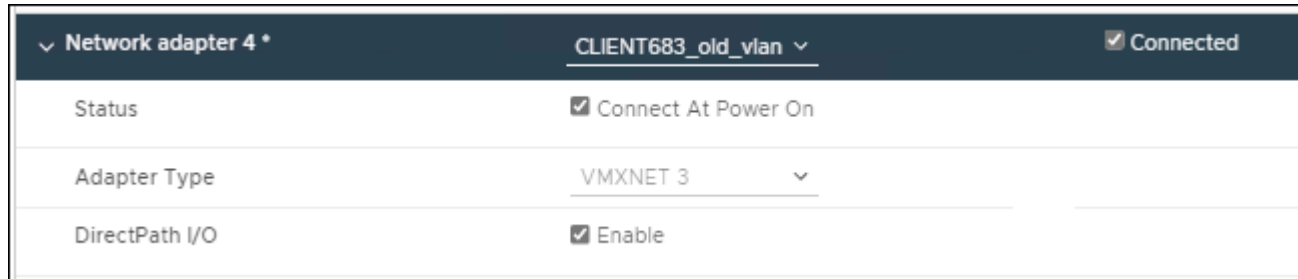 Network adapter 4 * CLIENT683_old_vlan Connected
Status Connect At Power On
Adapter Type VMXNET 3
DirectPath I/O Enable